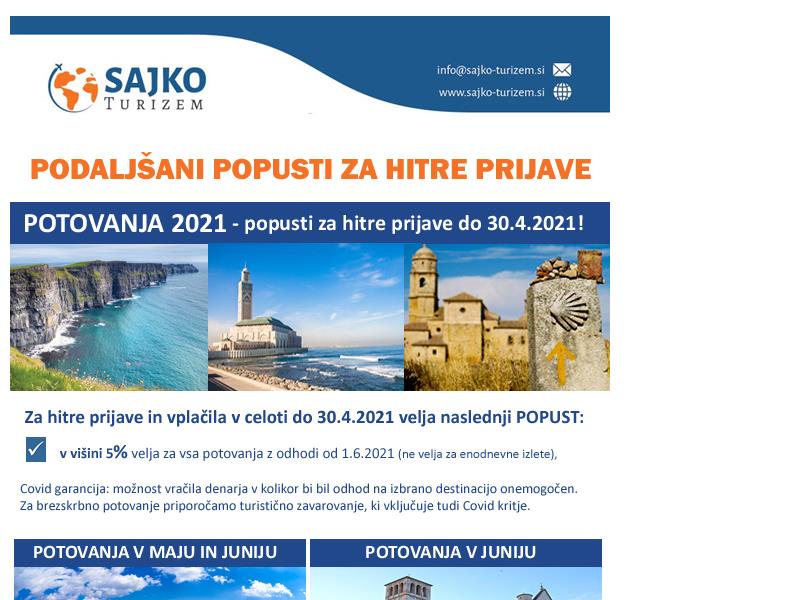 SAJKO
TURIZEM
info@sajko-turizem.si
www.sajko-turizem.si
PODALJŠANI POPUSTI ZA HITRE PRIJAVE
POTOVANJA 2021 - popusti za hitre prijave do 30.4.2021!
Za hitre prijave in vplačila v celoti do 30.4.2021 velja naslednji POPUST:
v višini 5% velja za vsa potovanja z odhodi od 1.6.2021 (ne velja za enodnevne izlete),
Covid garancija: možnost vračila denarja v kolikor bi bil odhod na izbrano destinacijo onemogočen.
Za brezskrbno potovanje priporočamo turistično zavarovanje, ki vključuje tudi Covid kritje.
POTOVANJA V MAJU IN JUNIJU
POTOVANJA V JUNIJU